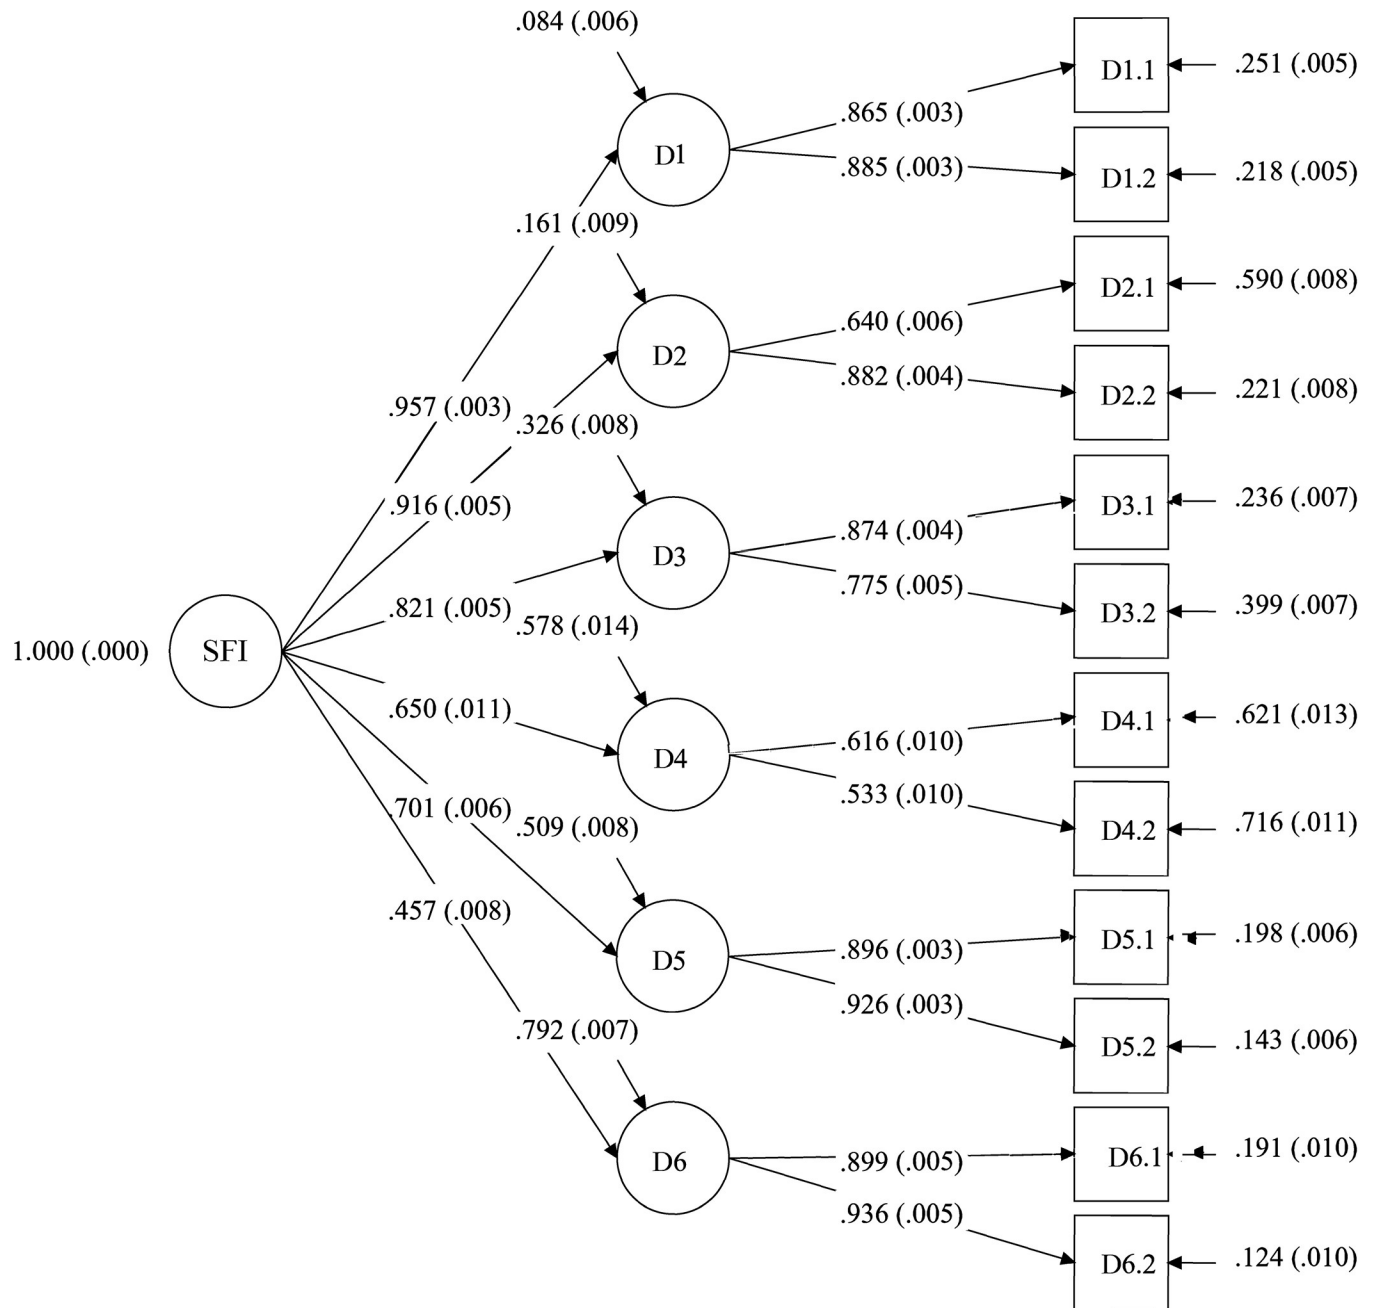 .084 (.006)
D1.1
.251 (.005)
.865 (.003)
D1
.885 (.003)
D1.2
.218 (.005)
.161 (.009)
D2.1
.590 (.008)
.640 (.006)
D2
.882 (.004)
D2.2
.221 (.008)
.957 (.003)
.326 (.008)
.916 (.005)
D3.1
.236 (.007)
.874 (.004)
D3
.775 (.005)
D3.2
.399 (.007)
.821 (.005)
.578 (.014)
1.000 (.000)
SFI
.650 (.011)
D4.1
.621 (.013)
.616 (.010)
D4
.533 (.010)
D4.2
.716 (.011)
.701 (.006)
.509 (.008)
.457 (.008)
D5.1
.198 (.006)
.896 (.003)
D5
.926 (.003)
D5.2
.143 (.006)
.792 (.007)
D6.1
.191 (.010)
.899 (.005)
D6
.936 (.005)
D6.2
.124 (.010)